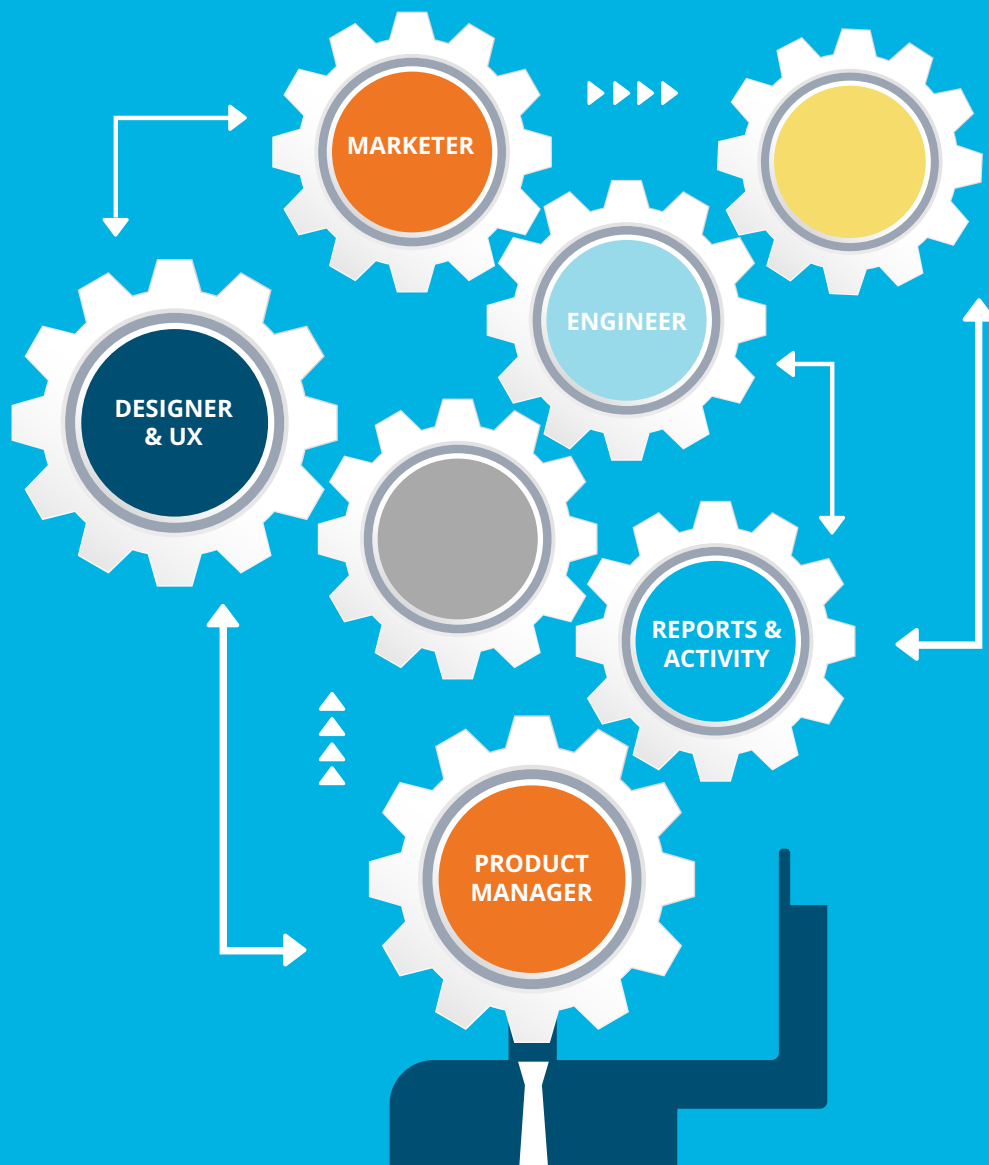 MARKETER
ENGINEER
DESIGNER
& UX
REPORTS &
ACTIVITY
PRODUCT
MANAGER